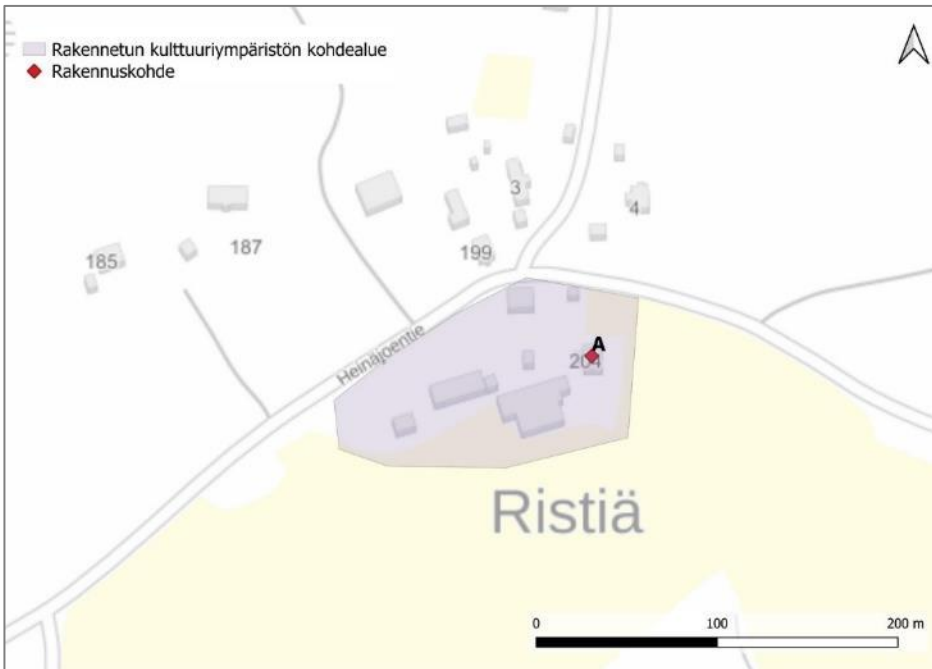 Rakennetun kulttuuriympäristön kohdealue
Rakennuskohde
3
4
187
185
199
Heinäjoentie
A
204
Ristiä
0 100 200 m